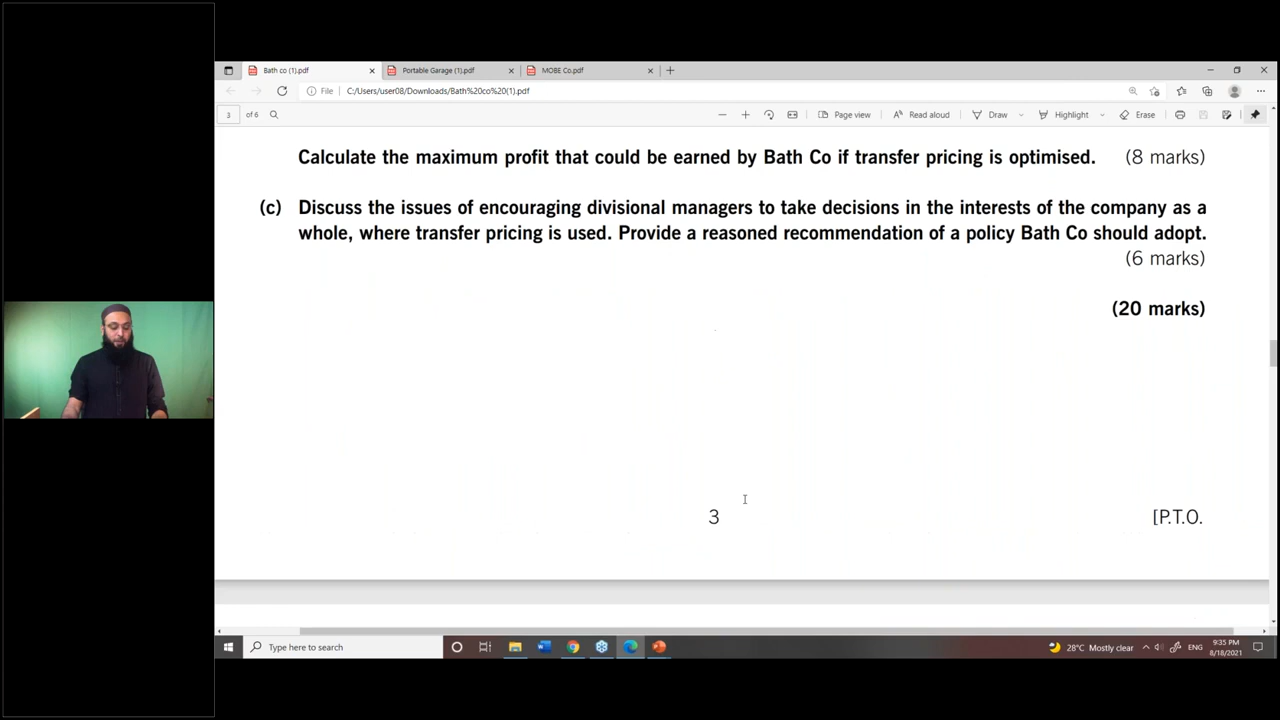 Bath co (1).pdf
Portable Garage (1).pdf
MOBE Co.pdf
File C:/Users/user08/Downloads/Bath%20co%20(1).pdf
3 of 6 Page view Read aloud Draw Highlight Erase
Calculate the maximum profit that could be earned by Bath Co if transfer pricing is optimised. (8 marks)
(c) Discuss the issues of encouraging divisional managers to take decisions in the interests of the company as a
whole, where transfer pricing is used. Provide a reasoned recommendation of a policy Bath Co should adopt.
(6 marks)
(20 marks)
3 [P.T.O.
Type here to search
28°C Mostly clear ENG
9:35 PM
8/18/2021